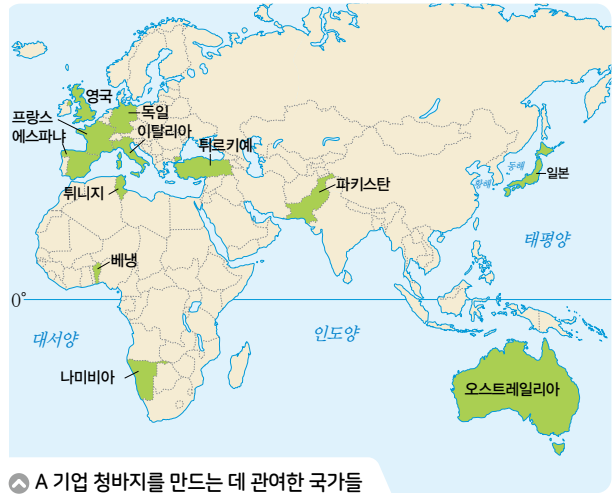 영국
프랑스
독일
에스파냐
이탈리아
튀르키예
튀니지
파키스탄
동해
황해
일본
태평양
베냉
0°
대서양
인도양
나미비아
오스트레일리아
A 기업 청바지를 만드는 데 관여한 국가들